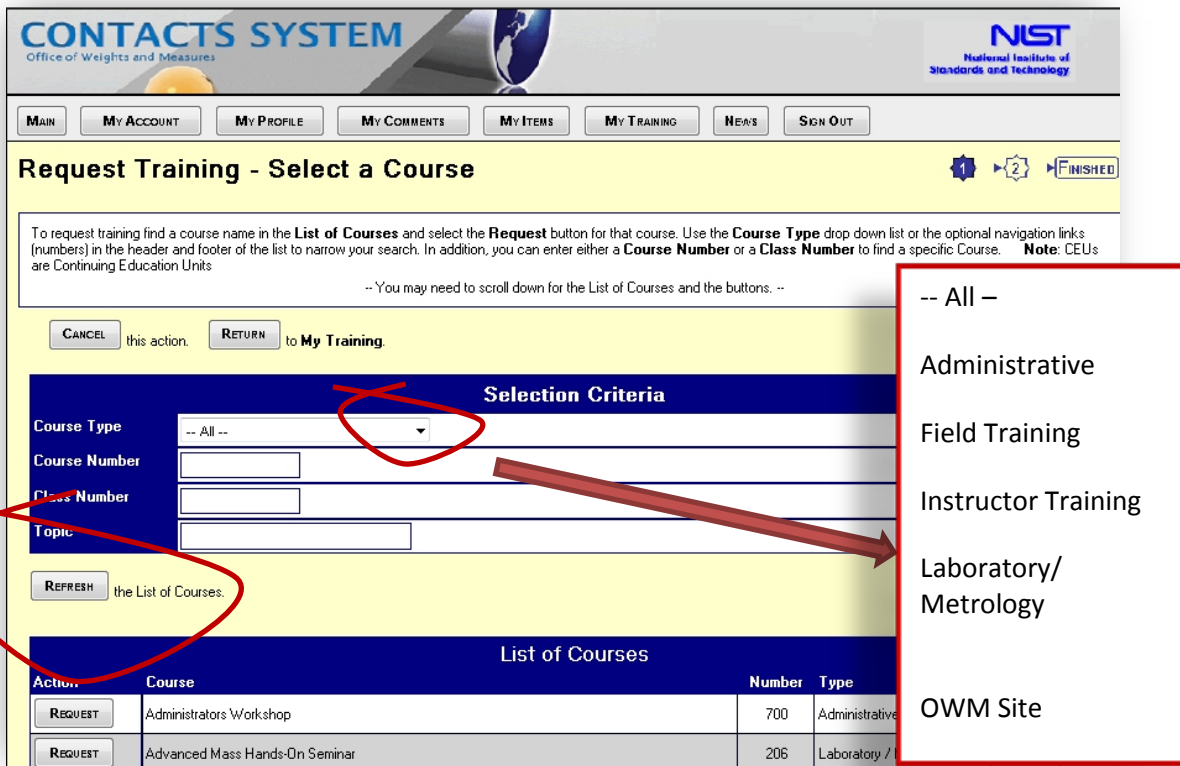 CONTACTS SYSTEM
Office of Weights and Measures
NIST
National Institute of
Standards and Technology
MAIN MY ACCOUNT MY PROFILE MY COMMENTS MY ITEMS MY TRAINING NEWS SIGN OUT
Request Training - Select a Course
1 2 FINISHED
To request training find a course name in the List of Courses and select the Request button for that course. Use the Course Type drop down list or the optional navigation links
(numbers) in the header and footer of the list to narrow your search. In addition, you can enter either a Course Number or a Class Number to find a specific Course. Note: CEUs
are Continuing Education Units
-- You may need to scroll down for the List of Courses and the buttons. --
CANCEL this action. RETURN to My Training.
Selection Criteria
Course Type -- All --
Course Number
Class Number
Topic
REFRESH the List of Courses.
List of Courses
Action Course Number Type
REQUEST Administrators Workshop 700 Administrative
REQUEST Advanced Mass Hands-On Seminar 206 Laboratory /
-- All –
Administrative
Field Training
Instructor Training
Laboratory/
Metrology
OWM Site